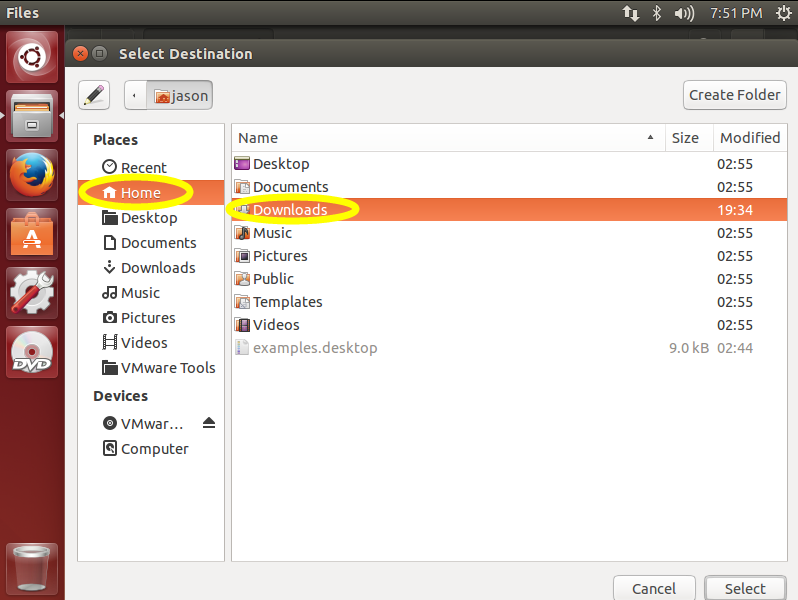 Files
7:51 PM
Select Destination
jason
Create Folder
Places
Recent
Home
Desktop
Documents
Downloads
Music
Pictures
Videos
VMware Tools
Devices
VMwar...
Computer
Name Size Modified
Desktop 02:55
Documents 02:55
Downloads 19:34
Music 02:55
Pictures 02:55
Public 02:55
Templates 02:55
Videos 02:55
examples.desktop 9.0 kB 02:44
DVD
Cancel Select